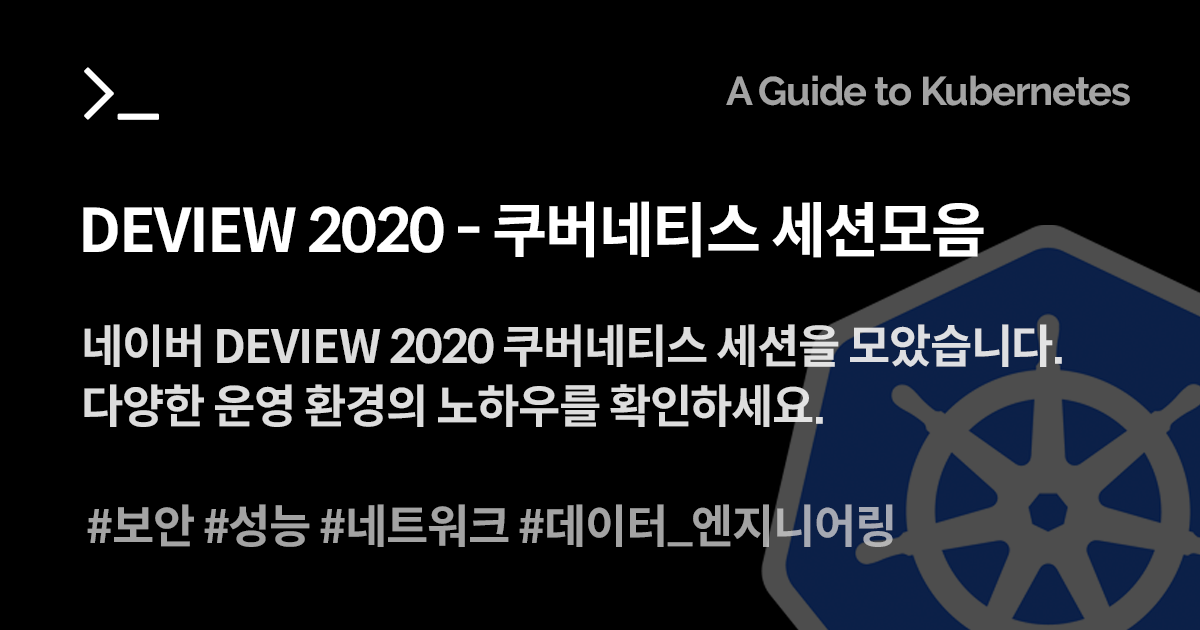 >_
A Guide to Kubernetes
DEVIEW 2020 - 쿠버네티스 세션모음
네이버 DEVIEW 2020 쿠버네티스 세션을 모았습니다.
다양한 운영 환경의 노하우를 확인하세요.
#보안 #성능 #네트워크 #데이터_엔지니어링